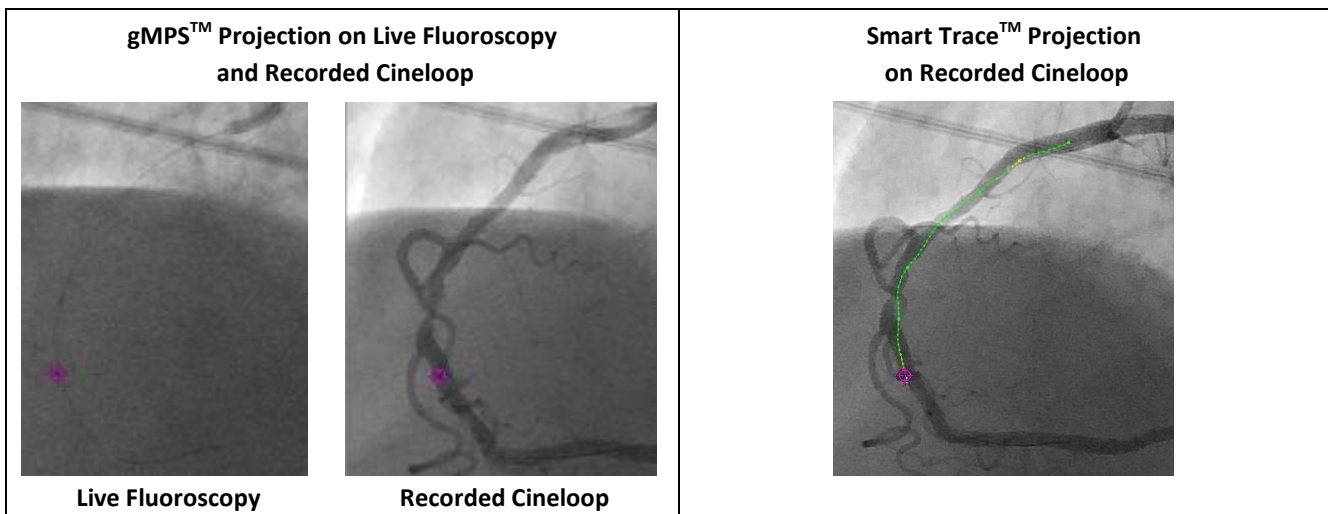 gMPS™ Projection on Live Fluoroscopy
and Recorded Cineloop
Live Fluoroscopy
Recorded Cineloop
Smart Trace™ Projection
on Recorded Cineloop